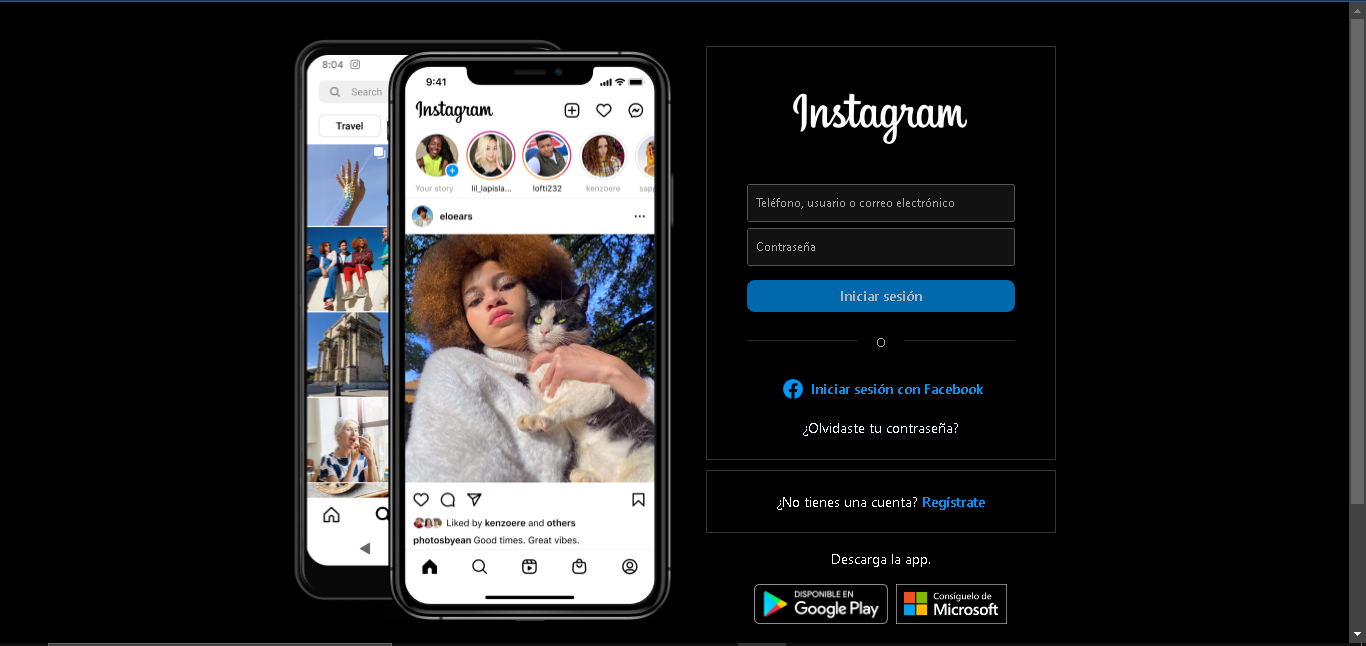 8:04
Search
Travel
9:41
Instagram
Your story
lil_lapisla...
lofti232
kenzoere
sapp
eloears
Liked by kenzoere and others
photosbyean Good times. Great vibes.
Instagram
Teléfono, usuario o correo electrónico
Contraseña
Iniciar sesión
O
Iniciar sesión con Facebook
¿Olvidaste tu contraseña?
¿No tienes una cuenta? Regístrate
Descarga la app.
DISPONIBLE EN
Google Play
Consíguelo de
Microsoft